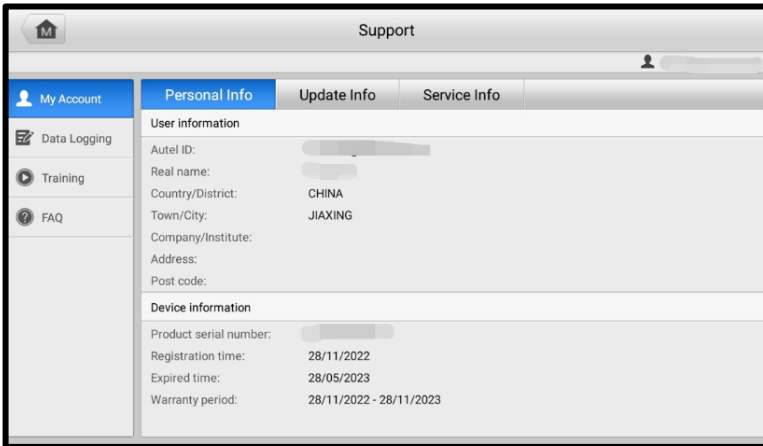 M
Support
My Account
Data Logging
Training
FAQ
Personal Info Update Info Service Info
User information
Autel ID:
Real name:
Country/District: CHINA
Town/City: JIAXING
Company/Institute:
Address:
Post code:
Device information
Product serial number:
Registration time: 28/11/2022
Expired time: 28/05/2023
Warranty period: 28/11/2022 - 28/11/2023